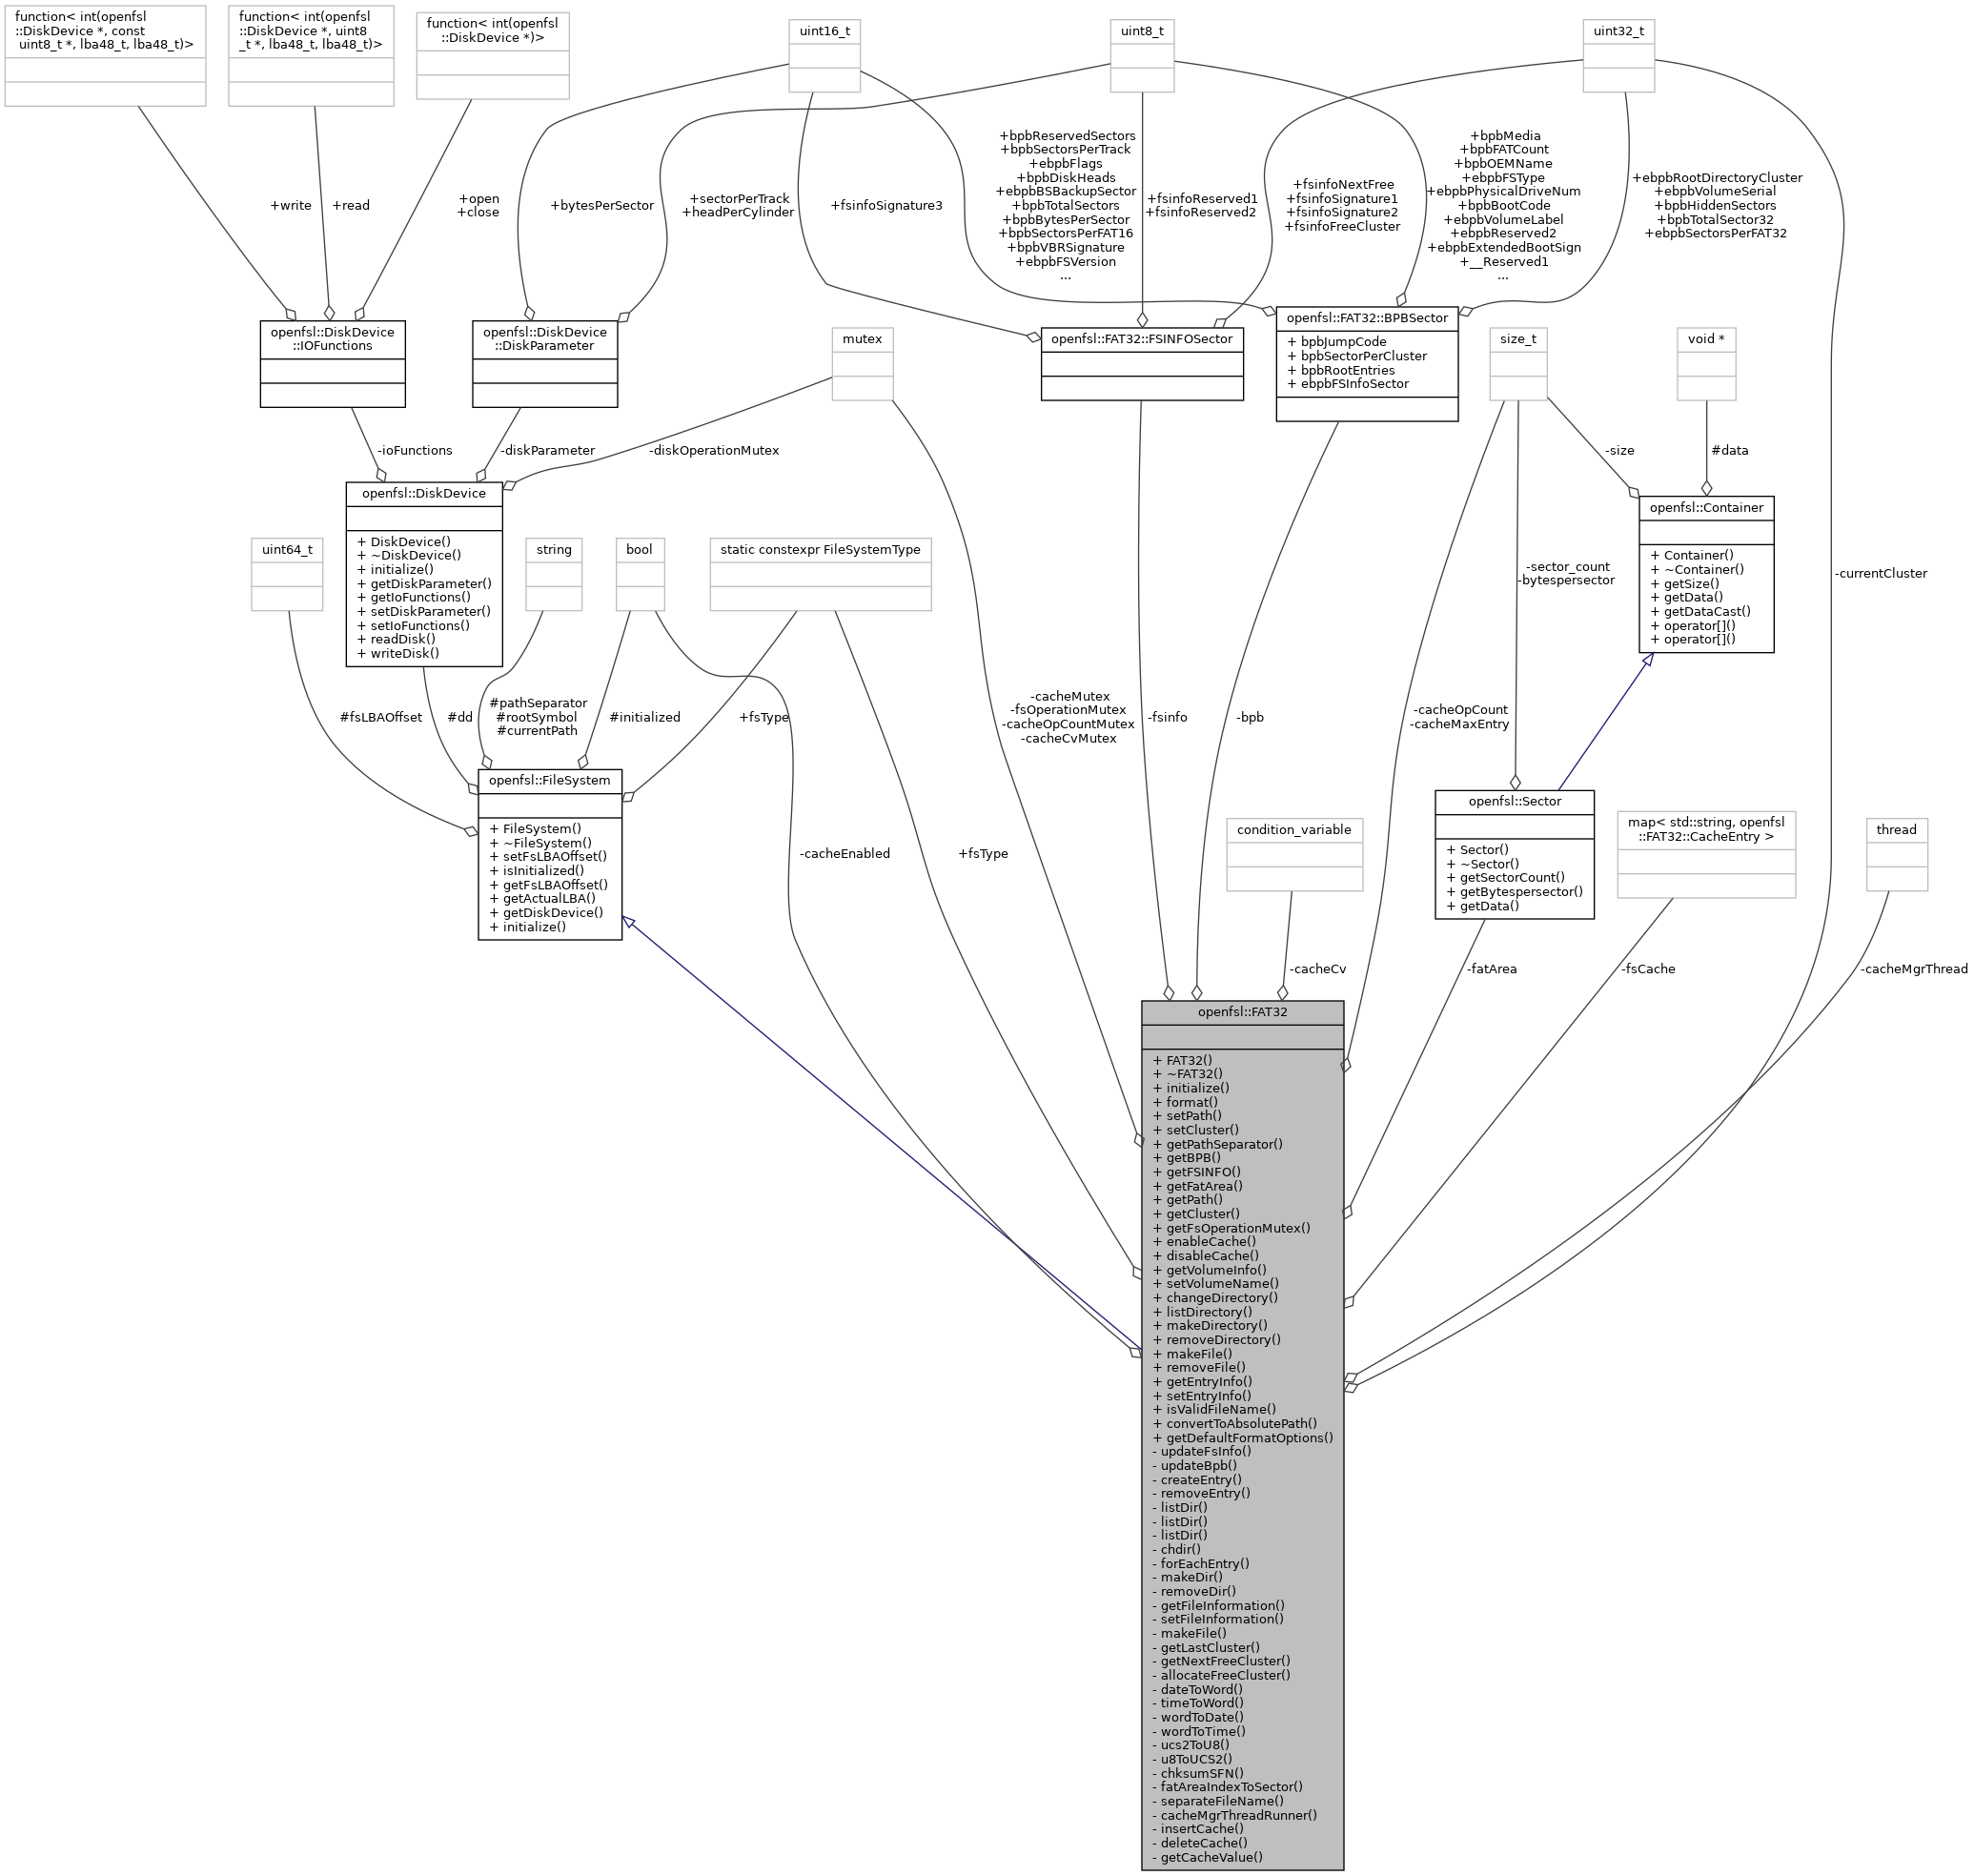 function< int(openfsl
::DiskDevice *, const
uint8_t *, lba48_t, lba48_t)>
function< int(openfsl
::DiskDevice *, uint8
_t *, lba48_t, lba48_t)>
function< int(openfsl
::DiskDevice *)>
uint16_t
uint8_t
uint32_t
+write
+read
+open
+close
+bytesPerSector
+sectorPerTrack
+headPerCylinder
+fsinfoSignature3
+bpbReservedSectors
+bpbSectorsPerTrack
+ebpbFlags
+bpbDiskHeads
+ebpbBSBackupSector
+bpbTotalSectors
+bpbBytesPerSector
+bpbSectorsPerFAT16
+bpbVBRSignature
+ebpbFSVersion
...
+fsinfoReserved1
+fsinfoReserved2
+fsinfoNextFree
+fsinfoSignature1
+fsinfoSignature2
+fsinfoFreeCluster
+bpbMedia
+bpbFATCount
+bpbOEMName
+ebpbFSType
+ebpbPhysicalDriveNum
+bpbBootCode
+ebpbVolumeLabel
+ebpbReserved2
+ebpbExtendedBootSign
+__Reserved1
...
+ebpbRootDirectoryCluster
+ebpbVolumeSerial
+bpbHiddenSectors
+bpbTotalSector32
+ebpbSectorsPerFAT32
openfsl::DiskDevice
::IOFunctions
openfsl::DiskDevice
::DiskParameter
mutex
openfsl::FAT32::FSINFOSector
openfsl::FAT32::BPBSector
+ bpbJumpCode
+ bpbSectorPerCluster
+ bpbRootEntries
+ ebpbFSInfoSector
size_t
void *
-ioFunctions
-diskParameter
-diskOperationMutex
-size
#data
openfsl::DiskDevice
+ DiskDevice()
+ ~DiskDevice()
+ initialize()
+ getDiskParameter()
+ getIoFunctions()
+ setDiskParameter()
+ setIoFunctions()
+ readDisk()
+ writeDisk()
openfsl::Container
+ Container()
+ ~Container()
+ getSize()
+ getData()
+ getDataCast()
+ operator[]()
+ operator[]()
uint64_t
string
bool
static constexpr FileSystemType
-sector_count
-bytespersector
-currentCluster
#fsLBAOffset
#dd
#pathSeparator
#rootSymbol
#currentPath
#initialized
+fsType
-cacheMutex
-fsOperationMutex
-cacheOpCountMutex
-cacheCvMutex
-fsinfo
-bpb
-cacheOpCount
-cacheMaxEntry
openfsl::FileSystem
+ FileSystem()
+ ~FileSystem()
+ setFsLBAOffset()
+ isInitialized()
+ getFsLBAOffset()
+ getActualLBA()
+ getDiskDevice()
+ initialize()
-cacheEnabled
+fsType
condition_variable
openfsl::Sector
+ Sector()
+ ~Sector()
+ getSectorCount()
+ getBytespersector()
+ getData()
map< std::string, openfsl
::FAT32::CacheEntry >
thread
-cacheCv
-fatArea
-fsCache
-cacheMgrThread
openfsl::FAT32
+ FAT32()
+ ~FAT32()
+ initialize()
+ format()
+ setPath()
+ setCluster()
+ getPathSeparator()
+ getBPB()
+ getFSINFO()
+ getFatArea()
+ getPath()
+ getCluster()
+ getFsOperationMutex()
+ enableCache()
+ disableCache()
+ getVolumeInfo()
+ setVolumeName()
+ changeDirectory()
+ listDirectory()
+ makeDirectory()
+ removeDirectory()
+ makeFile()
+ removeFile()
+ getEntryInfo()
+ setEntryInfo()
+ isValidFileName()
+ convertToAbsolutePath()
+ getDefaultFormatOptions()
- updateFsInfo()
- updateBpb()
- createEntry()
- removeEntry()
- listDir()
- listDir()
- listDir()
- chdir()
- forEachEntry()
- makeDir()
- removeDir()
- getFileInformation()
- setFileInformation()
- makeFile()
- getLastCluster()
- getNextFreeCluster()
- allocateFreeCluster()
- dateToWord()
- timeToWord()
- wordToDate()
- wordToTime()
- ucs2ToU8()
- u8ToUCS2()
- chksumSFN()
- fatAreaIndexToSector()
- separateFileName()
- cacheMgrThreadRunner()
- insertCache()
- deleteCache()
- getCacheValue()